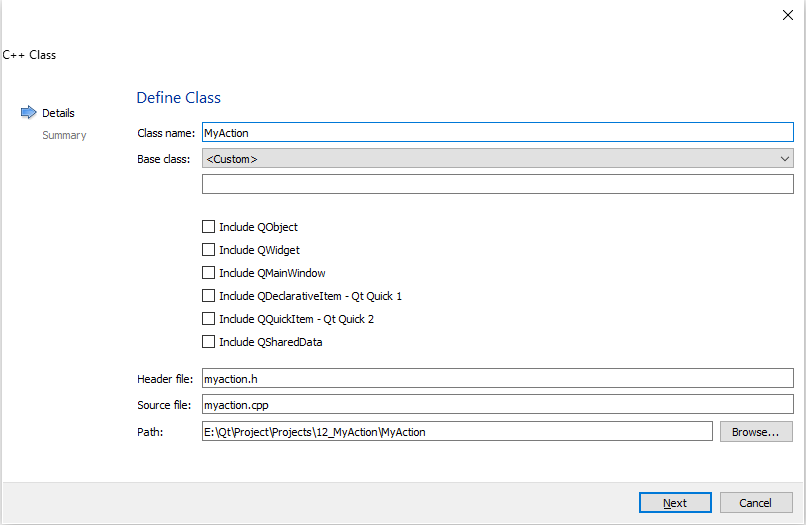 C++ Class
Details
Summary
Define Class
Class name: MyAction
Base class: <Custom>
Include QObject
Include QWidget
Include QMainWindow
Include QDeclarativeItem - Qt Quick 1
Include QQuickItem - Qt Quick 2
Include QSharedData
Header file: myaction.h
Source file: myaction.cpp
Path: E:\Qt\Project\Projects\12_MyAction\MyAction Browse...
Next Cancel